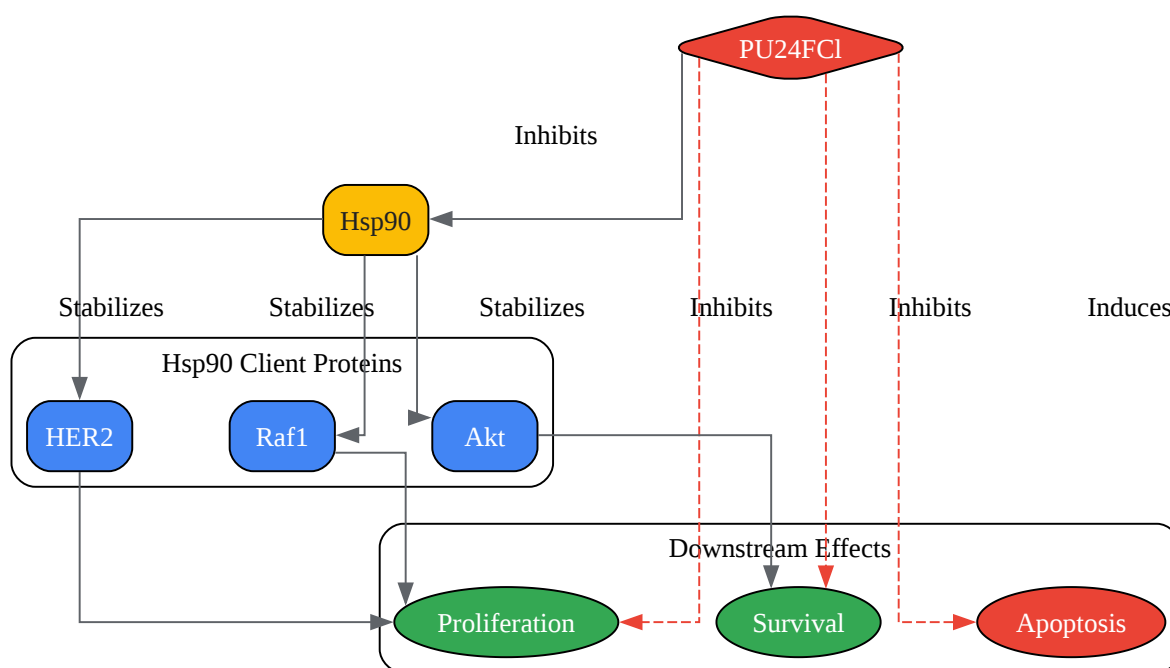 PU24FCl
Inhibits
Hsp90
Stabilizes
Stabilizes
Stabilizes
Inhibits
Inhibits
Induces
Hsp90 Client Proteins
HER2
Raf1
Akt
Downstream Effects
Proliferation
Survival
Apoptosis